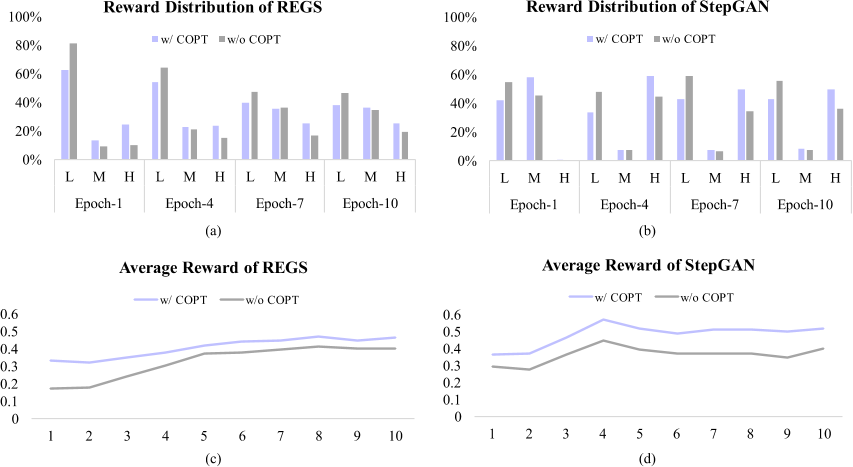 Reward Distribution of REGS
w/ COPT w/o COPT
100%
80%
60%
40%
20%
0%
L M H L M H L M H L M H
Epoch-1 Epoch-4 Epoch-7 Epoch-10
(a)
Reward Distribution of StepGAN
w/ COPT w/o COPT
100%
80%
60%
40%
20%
0%
L M H L M H L M H L M H
Epoch-1 Epoch-4 Epoch-7 Epoch-10
(b)
Average Reward of REGS
w/ COPT w/o COPT
0.6
0.5
0.4
0.3
0.2
0.1
0
1 2 3 4 5 6 7 8 9 10
(c)
Average Reward of StepGAN
w/ COPT w/o COPT
0.6
0.5
0.4
0.3
0.2
0.1
0
1 2 3 4 5 6 7 8 9 10
(d)